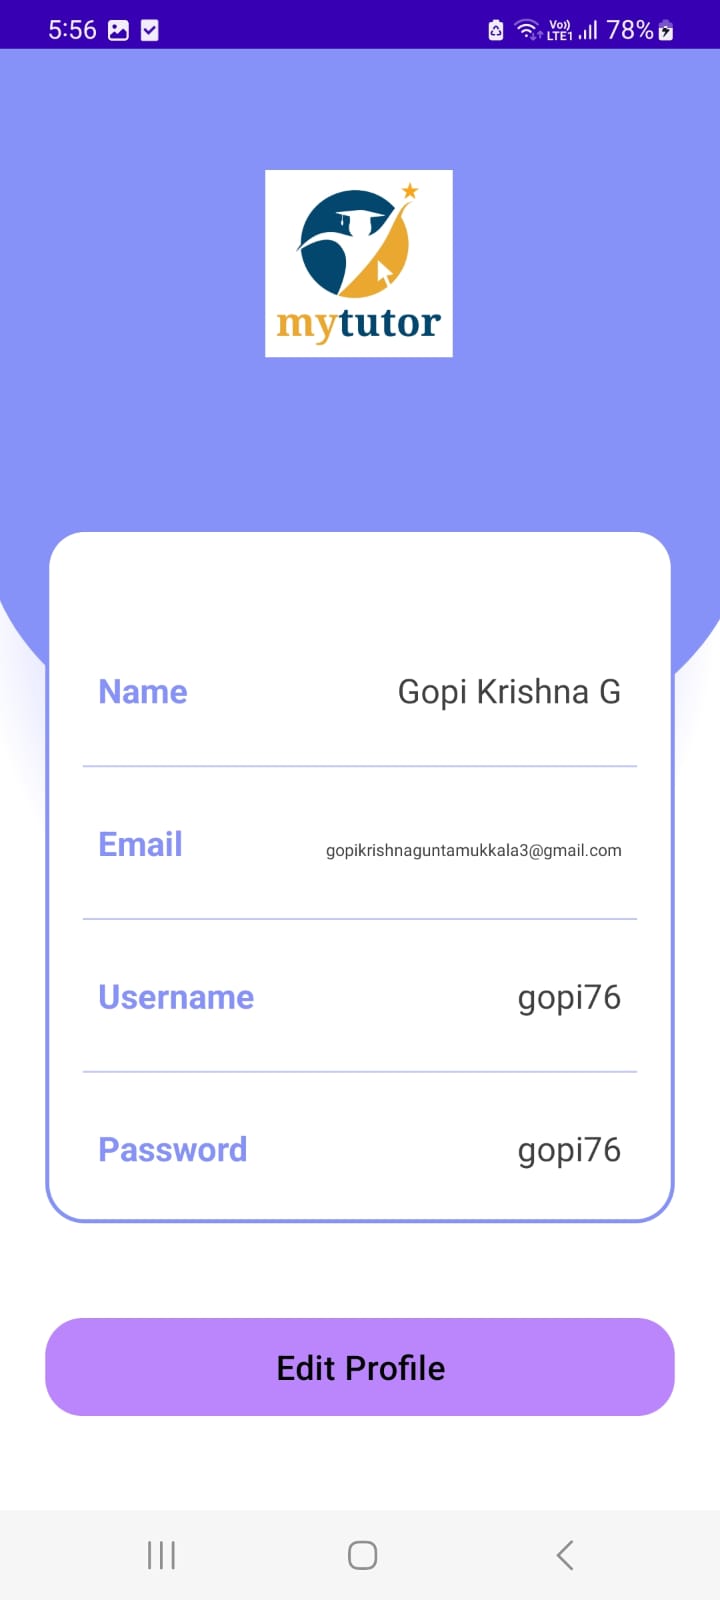 5:56 Vo)) LTE1 78%
mytutor
Name Gopi Krishna G
Email gopikrishnaguntamukkala3@gmail.com
Username gopi76
Password gopi76
Edit Profile